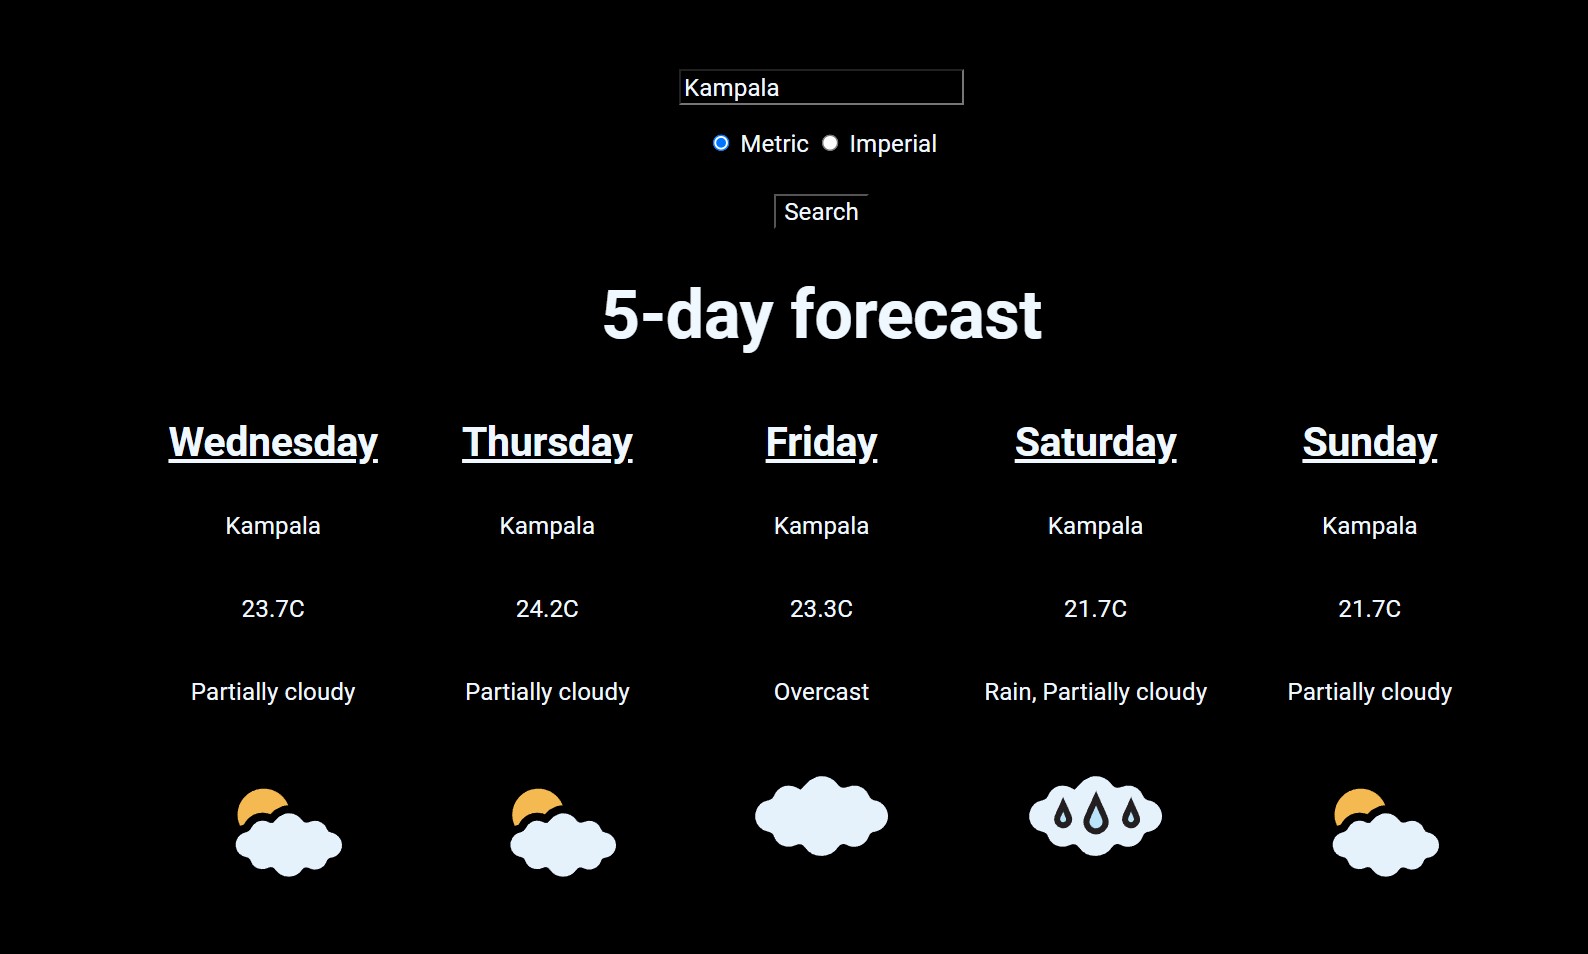 Kampala
Metric Imperial
Search
5-day forecast
Wednesday Thursday Friday Saturday Sunday
Kampala Kampala Kampala Kampala Kampala
23.7C 24.2C 23.3C 21.7C 21.7C
Partially cloudy Partially cloudy Overcast Rain, Partially cloudy Partially cloudy